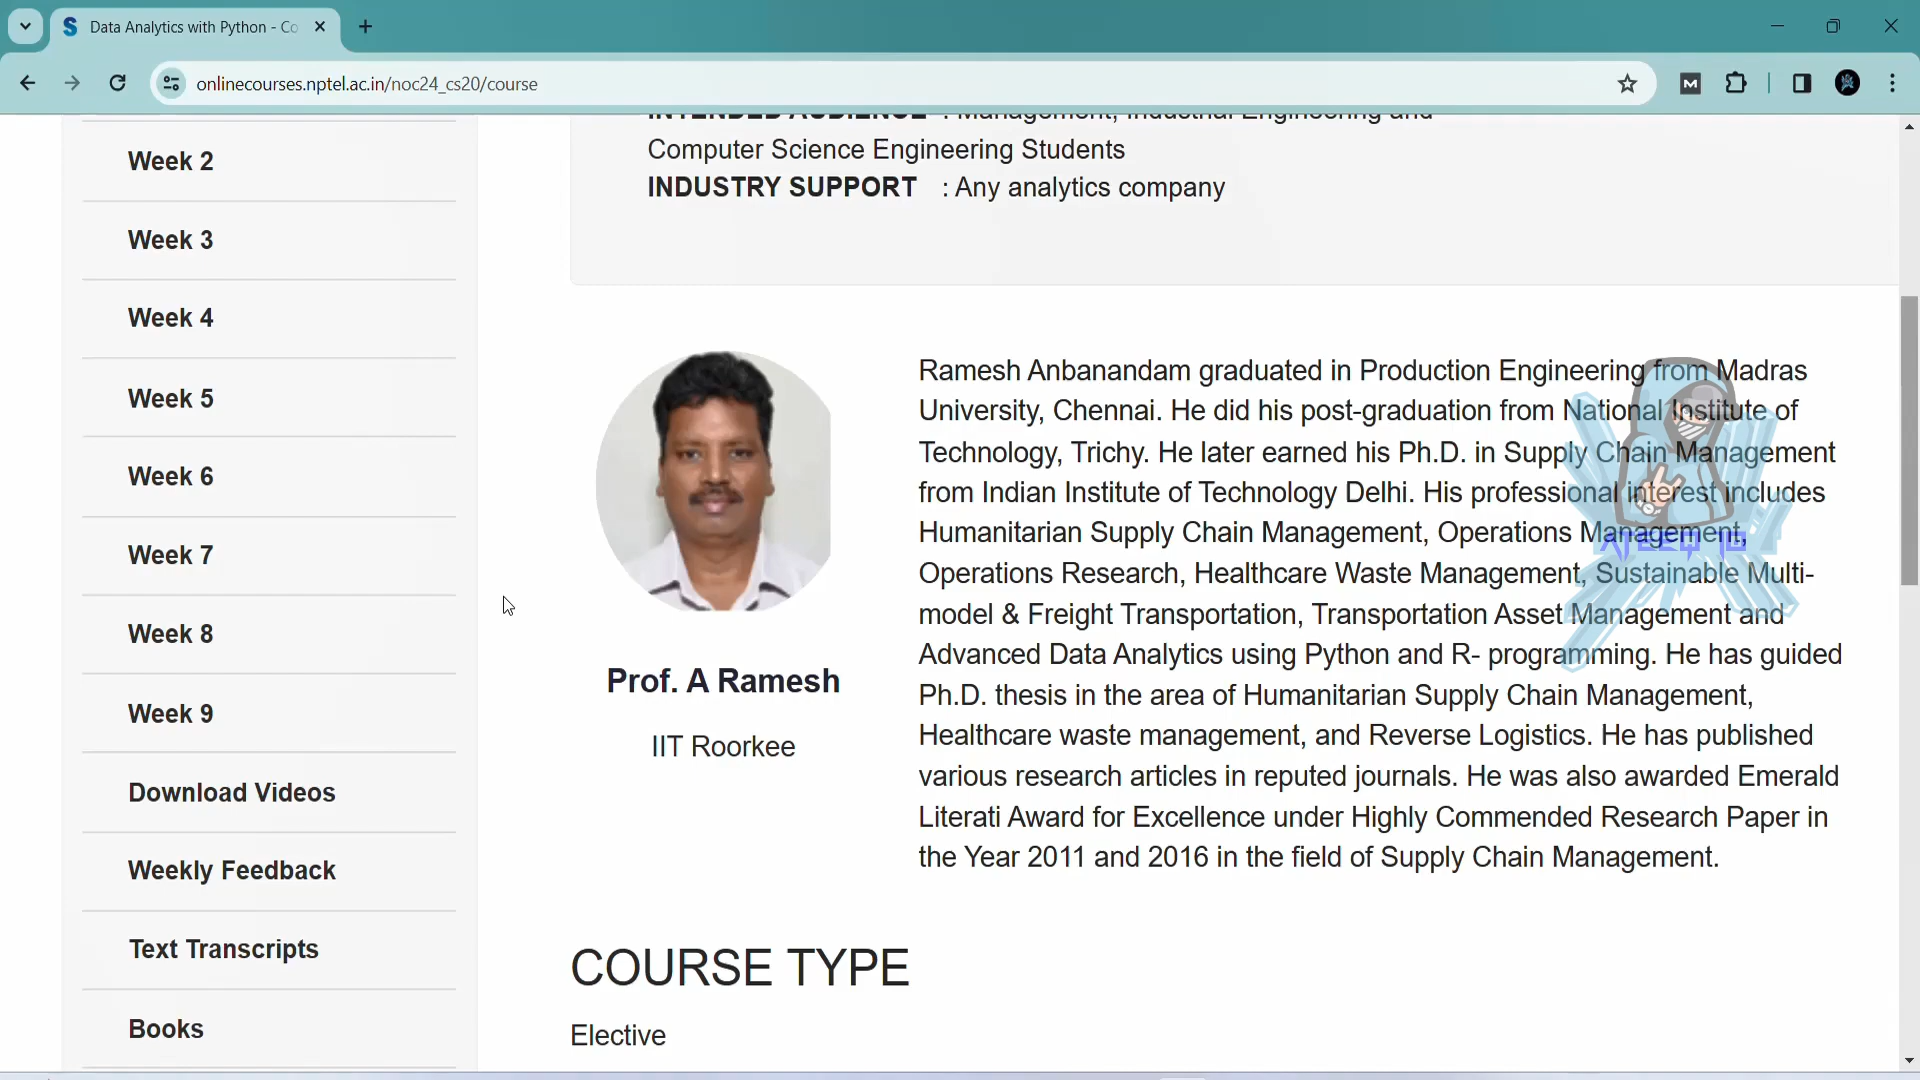 Data Analytics with Python - Co
onlinecourses.nptel.ac.in/noc24_cs20/course
Week 2
Week 3
Week 4
Week 5
Week 6
Week 7
Week 8
Week 9
Download Videos
Weekly Feedback
Text Transcripts
Books
INTENDED AUDIENCE : Management, Industrial Engineering and
Computer Science Engineering Students
INDUSTRY SUPPORT : Any analytics company
Prof. A Ramesh
IIT Roorkee
Ramesh Anbanandam graduated in Production Engineering from Madras
University, Chennai. He did his post-graduation from National Institute of
Technology, Trichy. He later earned his Ph.D. in Supply Chain Management
from Indian Institute of Technology Delhi. His professional interest includes
Humanitarian Supply Chain Management, Operations Management,
Operations Research, Healthcare Waste Management, Sustainable Multi-
model & Freight Transportation, Transportation Asset Management and
Advanced Data Analytics using Python and R- programming. He has guided
Ph.D. thesis in the area of Humanitarian Supply Chain Management,
Healthcare waste management, and Reverse Logistics. He has published
various research articles in reputed journals. He was also awarded Emerald
Literati Award for Excellence under Highly Commended Research Paper in
the Year 2011 and 2016 in the field of Supply Chain Management.
COURSE TYPE
Elective